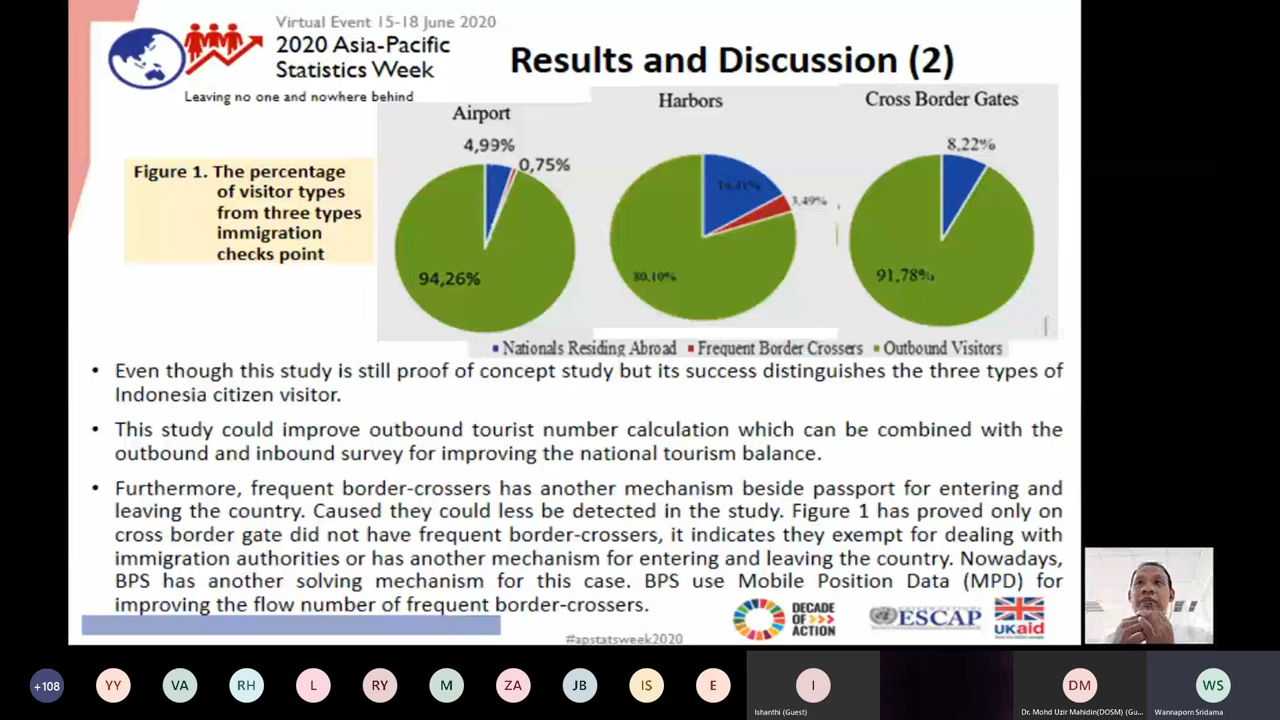 Virtual Event 15-18 June 2020
2020 Asia-Pacific
Statistics Week
Leaving no one and nowhere behind
Results and Discussion (2)
Figure 1. The percentage
of visitor types
from three types
immigration
checks point
Airport
4,99%
0,75%
94,26%
Harbors
16,41%
3,49%
80,10%
Cross Border Gates
8,22%
91,78%
Nationals Residing Abroad
Frequent Border Crossers
Outbound Visitors
• Even though this study is still proof of concept study but its success distinguishes the three types of
Indonesia citizen visitor.
• This study could improve outbound tourist number calculation which can be combined with the
outbound and inbound survey for improving the national tourism balance.
• Furthermore, frequent border-crossers has another mechanism beside passport for entering and
leaving the country. Caused they could less be detected in the study. Figure 1 has proved only on
cross border gate did not have frequent border-crossers, it indicates they exempt for dealing with
immigration authorities or has another mechanism for entering and leaving the country. Nowadays,
BPS has another solving mechanism for this case. BPS use Mobile Position Data (MPD) for
improving the flow number of frequent border-crossers.
#apstatsweek2020
DECADE
OF >>>
ACTION
ESCAP
UKaid
+108
YY
VA
RH
L
RY
M
ZA
JB
IS
E
I
Ishanthi (Guest)
DM
Dr. Mohd Uzir Mahidin(DOSM) (Gu...
WS
Wannaporn Sridama